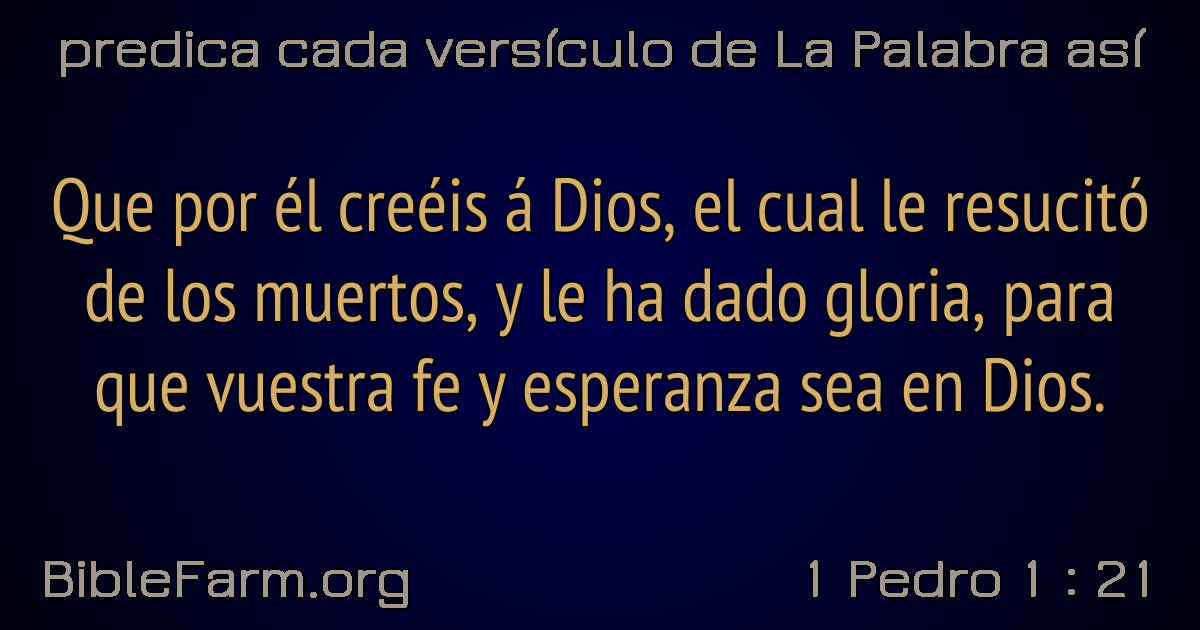 predica cada versículo de La Palabra así
Que por él creéis á Dios, el cual le resucitó
de los muertos, y le ha dado gloria, para
que vuestra fe y esperanza sea en Dios.
BibleFarm.org
1 Pedro 1 : 21